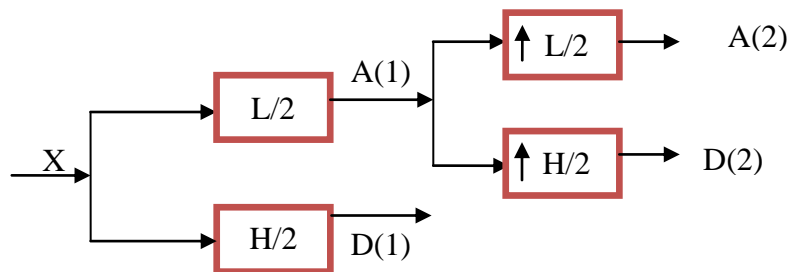 X
L/2
A(1)
H/2
D(1)
↑ L/2
A(2)
↑ H/2
D(2)